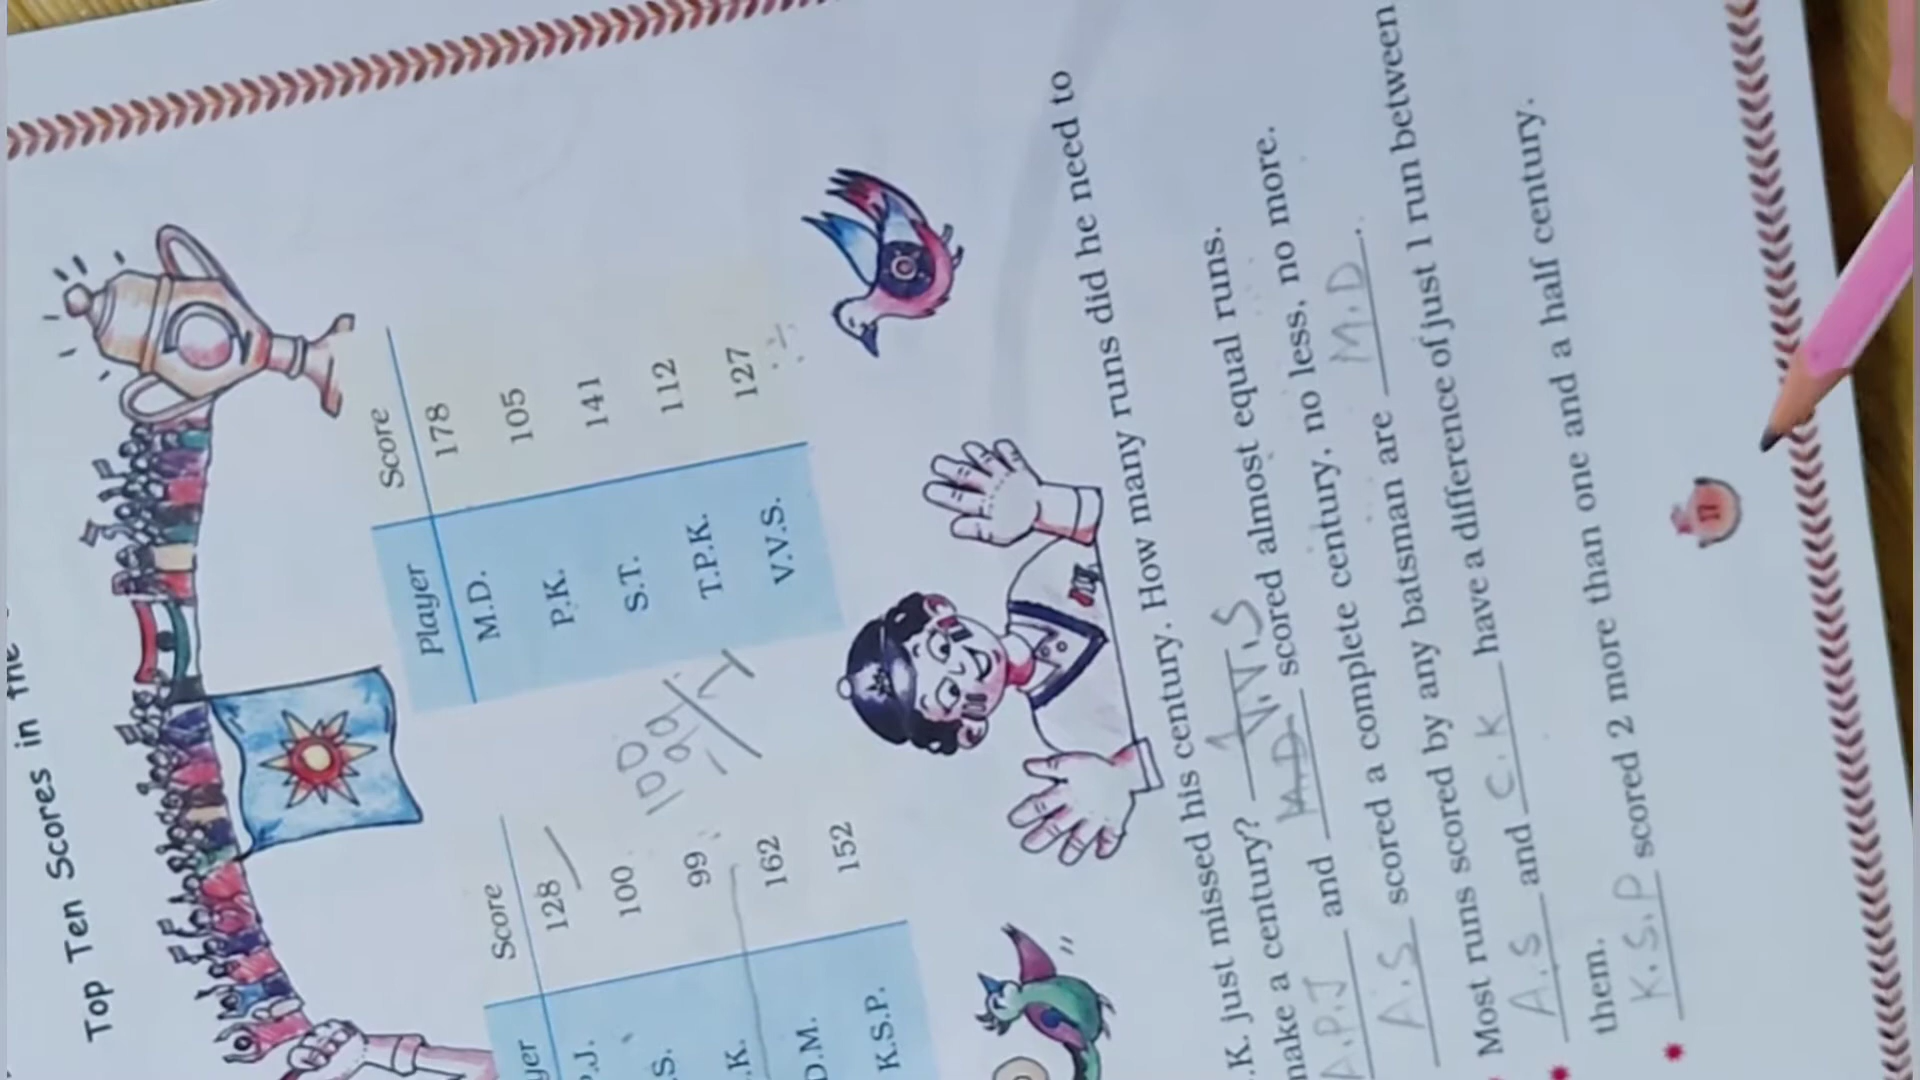 Top Ten Scores in the
Score
128
100
99
162
152
P.J.
.S.
.K.
D.M.
K.S.P.
100
-99
1
Player Score
M.D. 178
P.K. 105
S.T. 141
T.P.K. 112
V.V.S. 127
.K. just missed his century. How many runs did he need to
make a century? 1
A.P.J and V.V.S scored almost equal runs.
A.S scored a complete century, no less, no more.
Most runs scored by any batsman are M.D.
A.S and C.K have a difference of just 1 run between
them.
K.S.P scored 2 more than one and a half century.
11